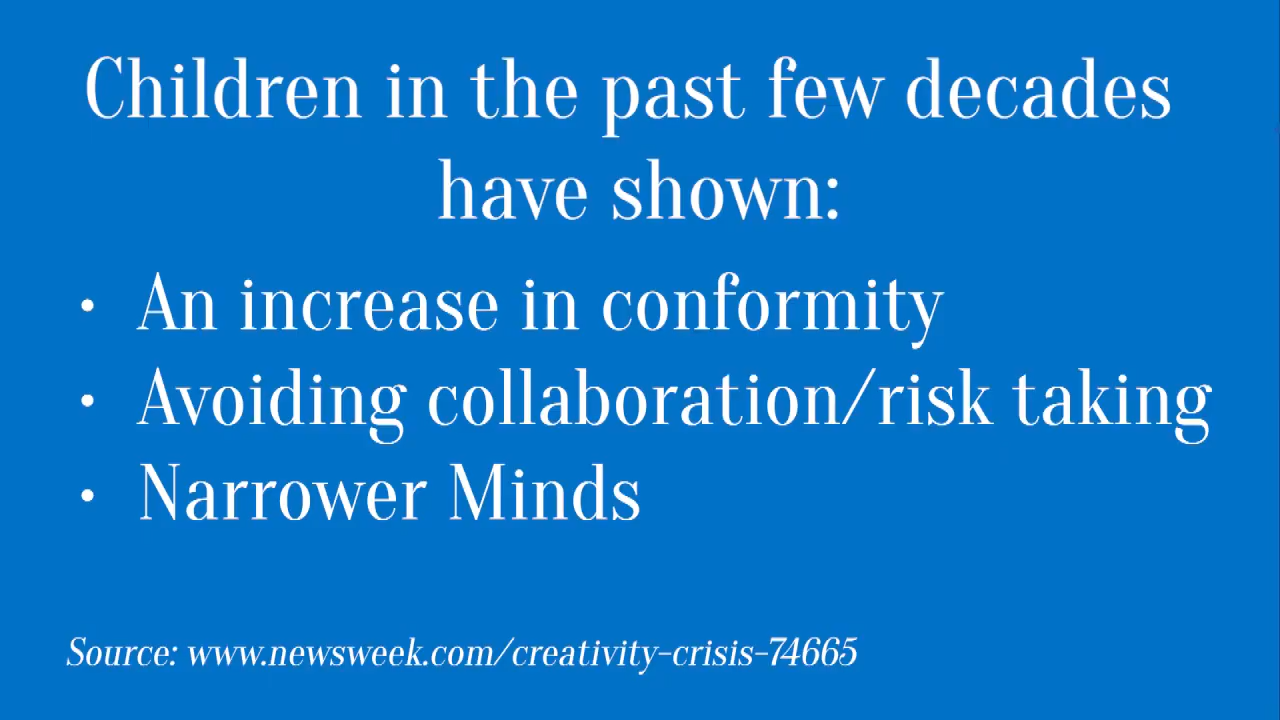 Children in the past few decades
have shown:
• An increase in conformity
• Avoiding collaboration/risk taking
• Narrower Minds
Source: www.newsweek.com/creativity-crisis-74665